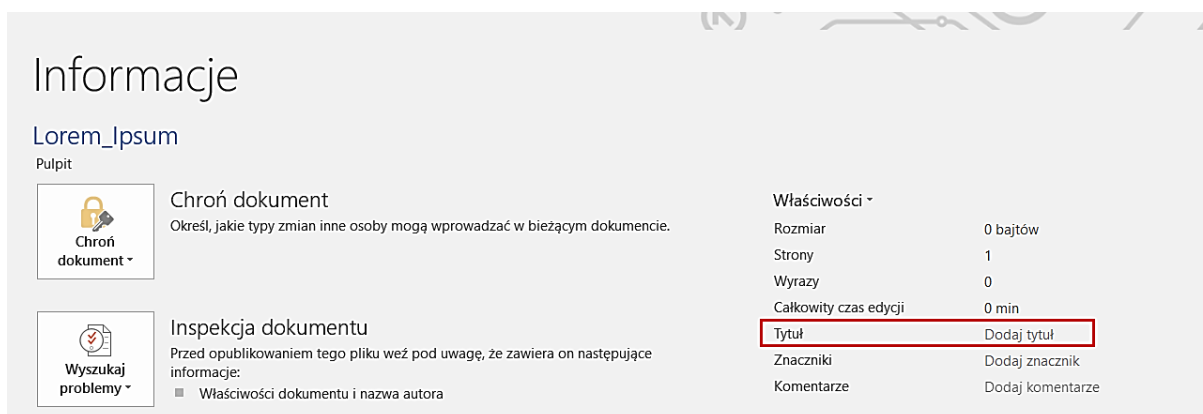 Informacje
Lorem_Ipsum
Pulpit
Chroń dokument
Chroń
dokument
Określ, jakie typy zmian inne osoby mogą wprowadzać w bieżącym dokumencie.
Wyszukaj
problemy
Inspekcja dokumentu
Przed opublikowaniem tego pliku weź pod uwagę, że zawiera on następujące
informacje:
Właściwości dokumentu i nazwa autora
Właściwości
Rozmiar 0 bajtów
Strony 1
Wyrazy 0
Całkowity czas edycji 0 min
Tytuł Dodaj tytuł
Znaczniki Dodaj znacznik
Komentarze Dodaj komentarze